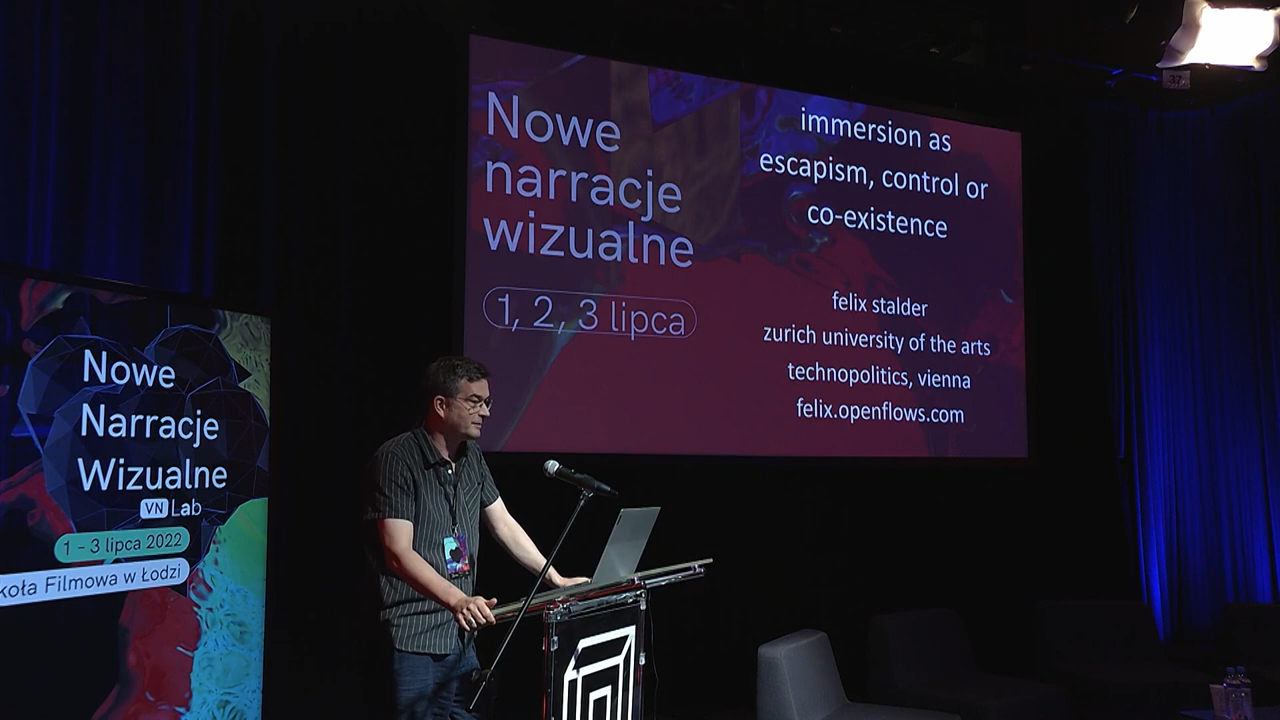 Nowe
narracje
wizualne
1, 2, 3 lipca
immersion as
escapism, control or
co-existence
felix stalder
zurich university of the arts
technopolitics, vienna
felix.openflows.com
Nowe
Narracje
Wizualne
VN Lab
1 – 3 lipca 2022
koła Filmowa w Łodzi
37